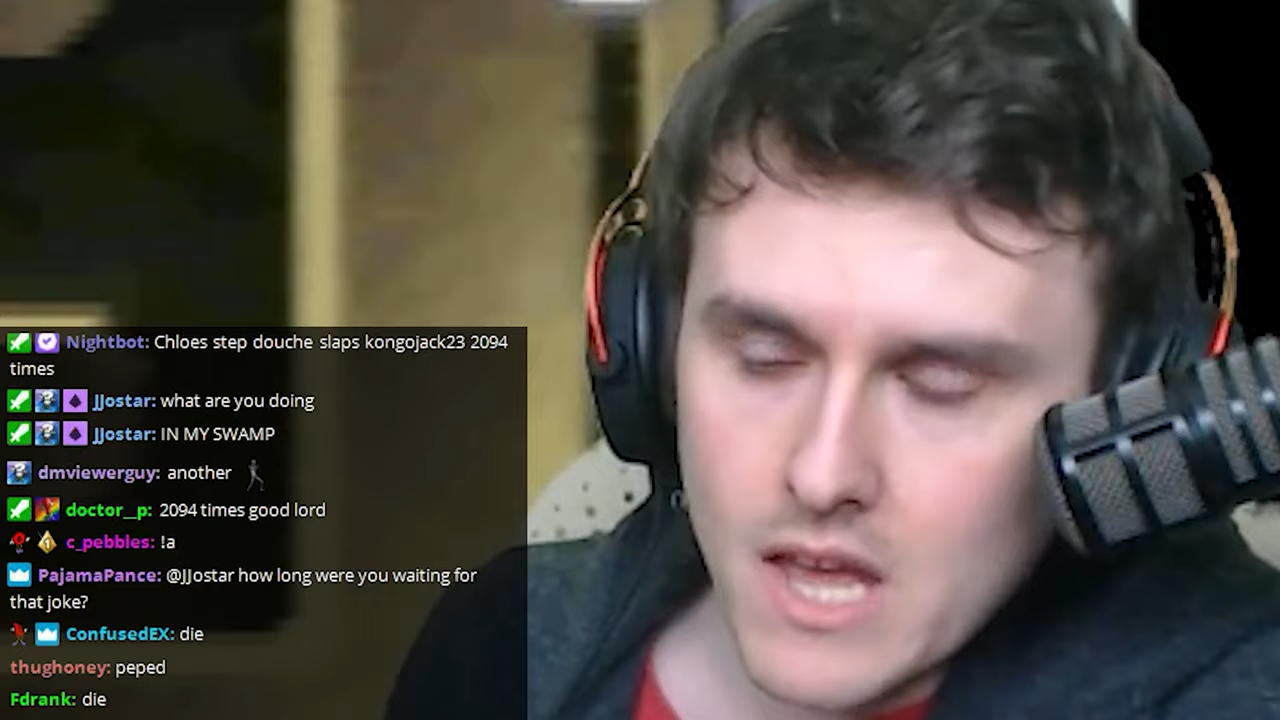 Nightbot: Chloes step douche slaps kongojack23 2094
times
JJostar: what are you doing
JJostar: IN MY SWAMP
dmviewerguy: another
doctor__p: 2094 times good lord
c_pebbles: !a
PajamaPance: @JJostar how long were you waiting for
that joke?
ConfusedEX: die
thughoney: peped
Fdrank: die